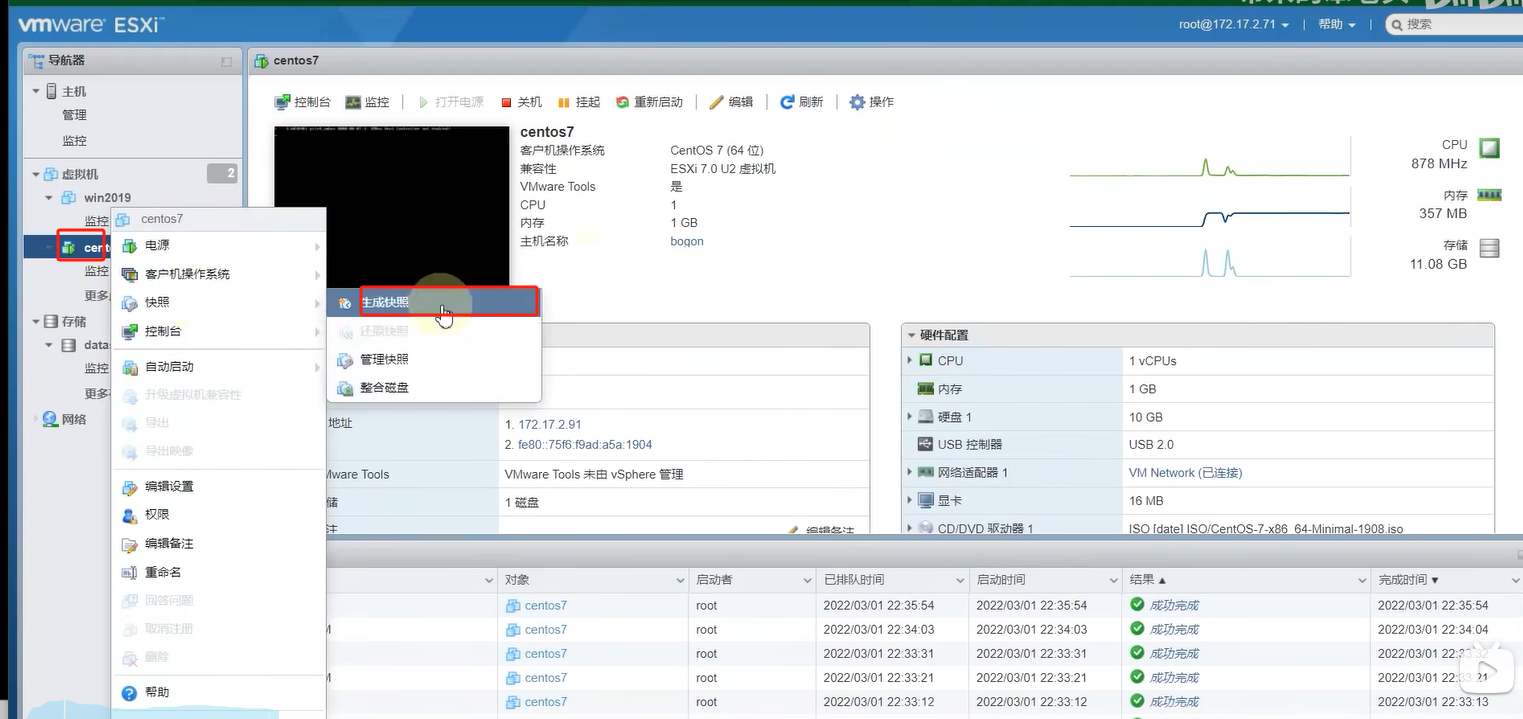 vmware ESXi
root@172.17.2.71
帮助
搜索
导航器
主机
管理
监控
虚拟机
2
win2019
监控
cent
监控
更多
存储
data
监控
更多
网络
centos7
控制台
监控
打开电源
关机
挂起
重新启动
编辑
刷新
操作
centos7
客户机操作系统 CentOS 7 (64 位)
兼容性 ESXi 7.0 U2 虚拟机
VMware Tools 是
CPU 1
内存 1 GB
主机名称 bogon
CPU
878 MHz
内存
357 MB
存储
11.08 GB
centos7
电源
客户机操作系统
快照
控制台
自动启动
升级虚拟机兼容性
导出
导出映像
编辑设置
权限
编辑备注
重命名
回答问题
取消注册
删除
帮助
生成快照
还原快照
管理快照
整合磁盘
地址 1. 172.17.2.91
2. fe80::75f6:f9ad:a5a:1904
Mware Tools VMware Tools 未由 vSphere 管理
储 1 磁盘
注 编辑备注
硬件配置
CPU 1 vCPUs
内存 1 GB
硬盘 1 10 GB
USB 控制器 USB 2.0
网络适配器 1 VM Network (已连接)
显卡 16 MB
CD/DVD 驱动器 1 ISO [date] ISO/CentOS-7-x86_64-Minimal-1908.iso
对象 启动者 已排队时间 启动时间 结果 ▲ 完成时间 ▼
centos7 root 2022/03/01 22:35:54 2022/03/01 22:35:54 成功完成 2022/03/01 22:35:54
M centos7 root 2022/03/01 22:34:03 2022/03/01 22:34:03 成功完成 2022/03/01 22:34:04
centos7 root 2022/03/01 22:33:31 2022/03/01 22:33:31 成功完成 2022/03/01 22:33:32
M centos7 root 2022/03/01 22:33:21 2022/03/01 22:33:21 成功完成 2022/03/01 22:33:21
centos7 root 2022/03/01 22:33:12 2022/03/01 22:33:12 成功完成 2022/03/01 22:33:13